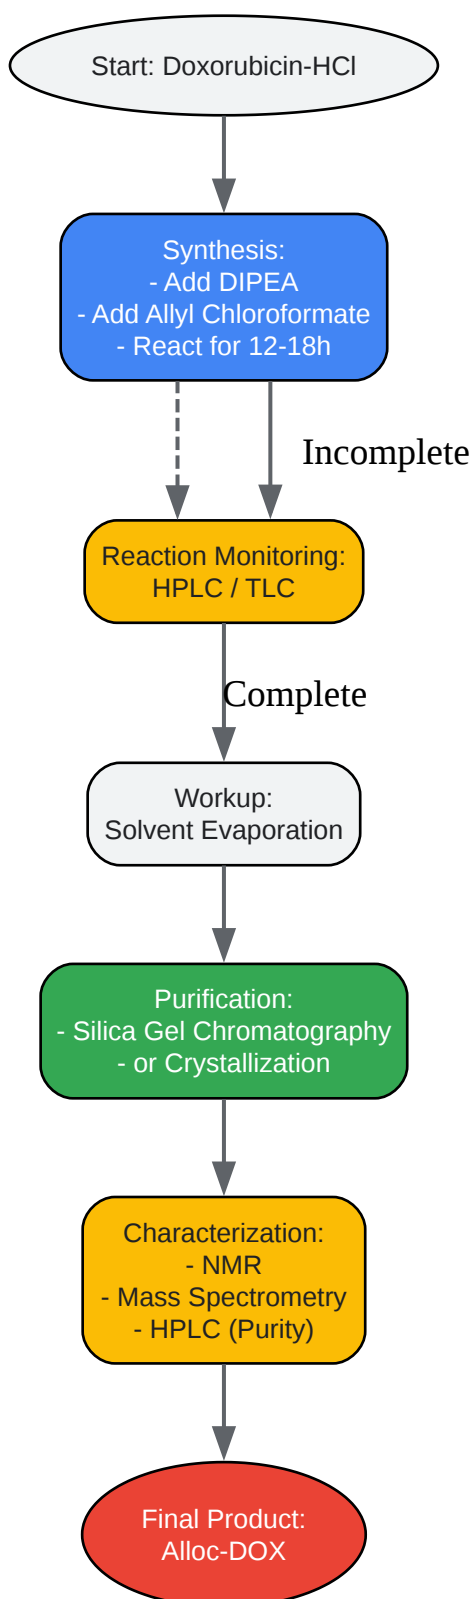 Start: Doxorubicin-HCl
Synthesis:
- Add DIPEA
- Add Allyl Chloroformate
- React for 12-18h
Incomplete
Reaction Monitoring:
HPLC / TLC
Complete
Workup:
Solvent Evaporation
Purification:
- Silica Gel Chromatography
- or Crystallization
Characterization:
- NMR
- Mass Spectrometry
- HPLC (Purity)
Final Product:
Alloc-DOX